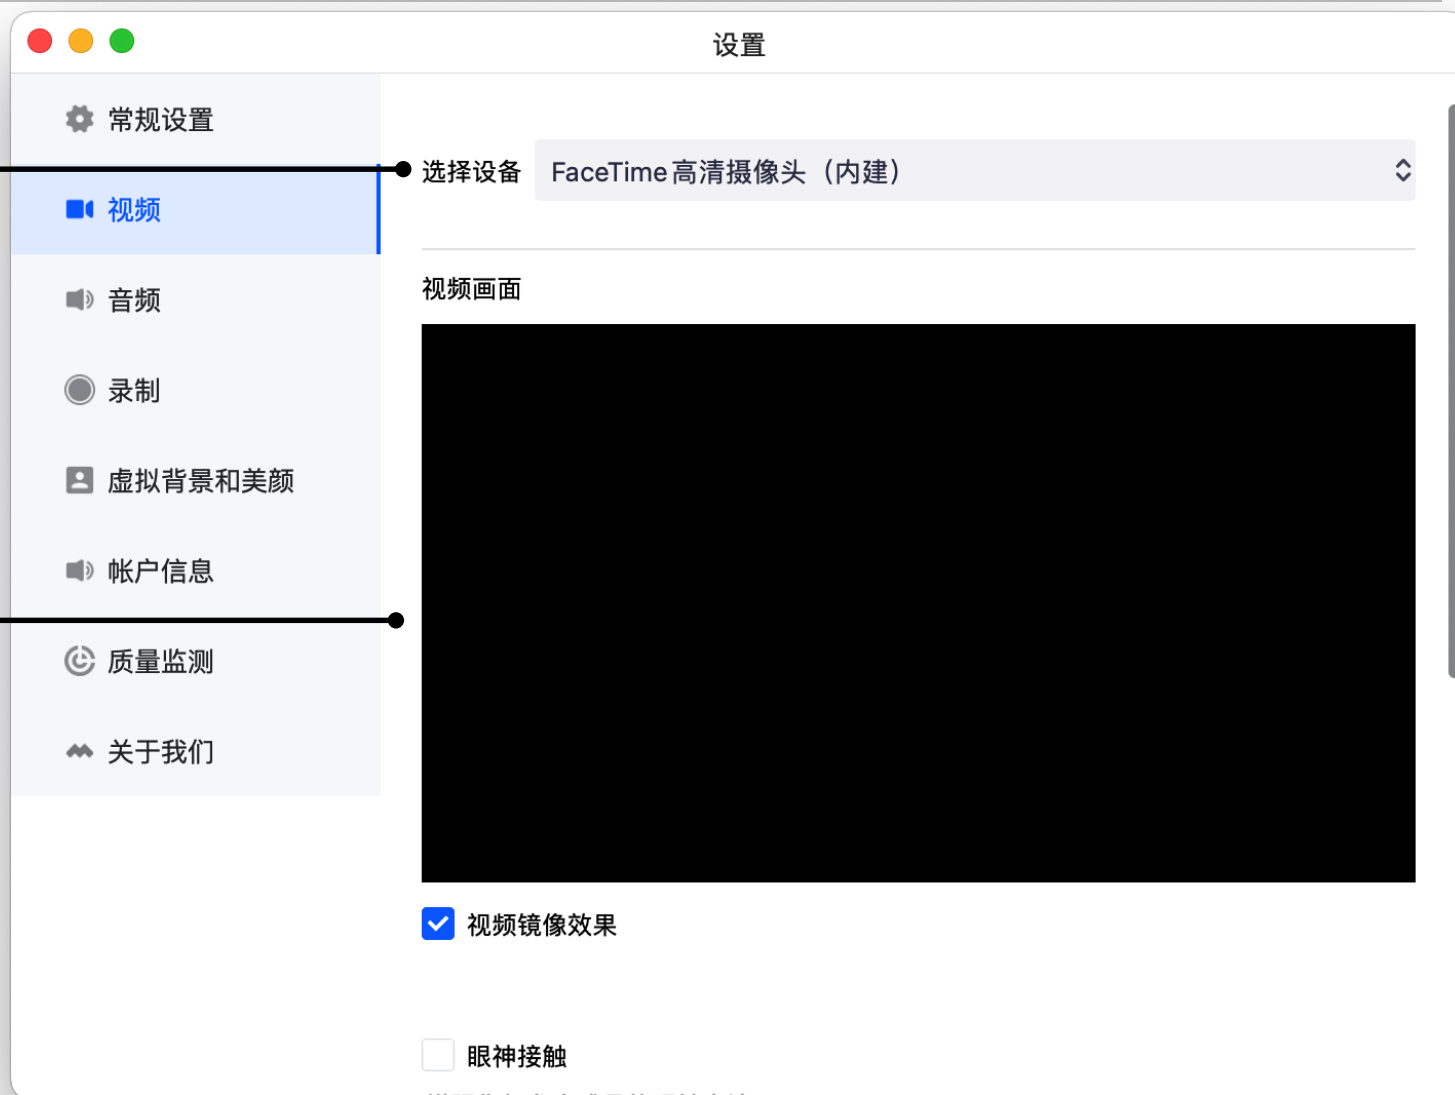 设置
常规设置
视频
音频
录制
虚拟背景和美颜
帐户信息
质量监测
关于我们
选择设备
FaceTime高清摄像头（内建）
视频画面
视频镜像效果
眼神接触